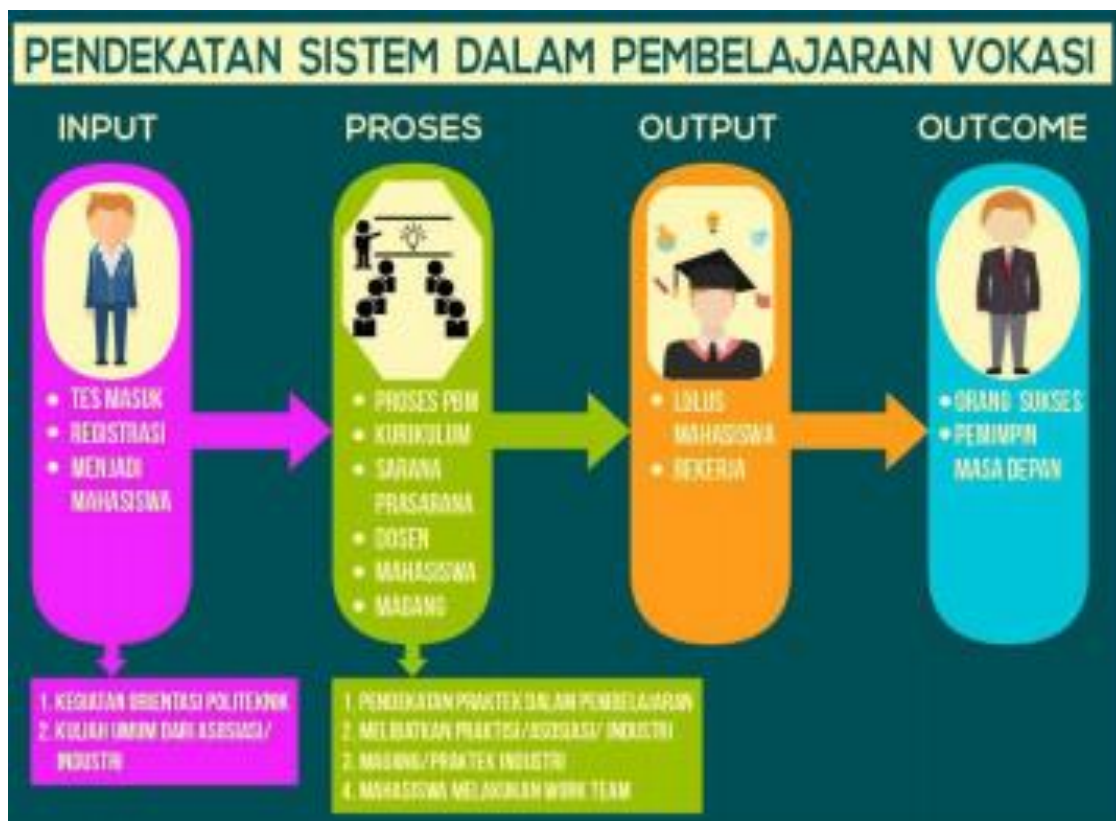 PENDEKATAN SISTEM DALAM PEMBELAJARAN VOKASI
INPUT
• TES MASUK
• REGISTRASI
• MENJADI
MAHASISWA
1. KEGIATAN ORIENTASI POLITEKNIK
2. KULIAH UMUM DARI ASOSIASI/
INDUSTRI
PROSES
• PROSES PBM
• KURIKULUM
• SARANA
PRASARANA
• DOSEN
• MAHASISWA
• MAGANG
1. PENDEKATAN PRAKTEK DALAM PEMBELAJARAN
2. MELIBATKAN PRAKTISI/ASOSIASI/ INDUSTRI
3. MAGANG/PRAKTEK INDUSTRI
4. MAHASISWA MELAKUKAN WORK TEAM
OUTPUT
• LULUS
MAHASISWA
• BEKERJA
OUTCOME
• ORANG SUKSES
• PEMIMPIN
MASA DEPAN